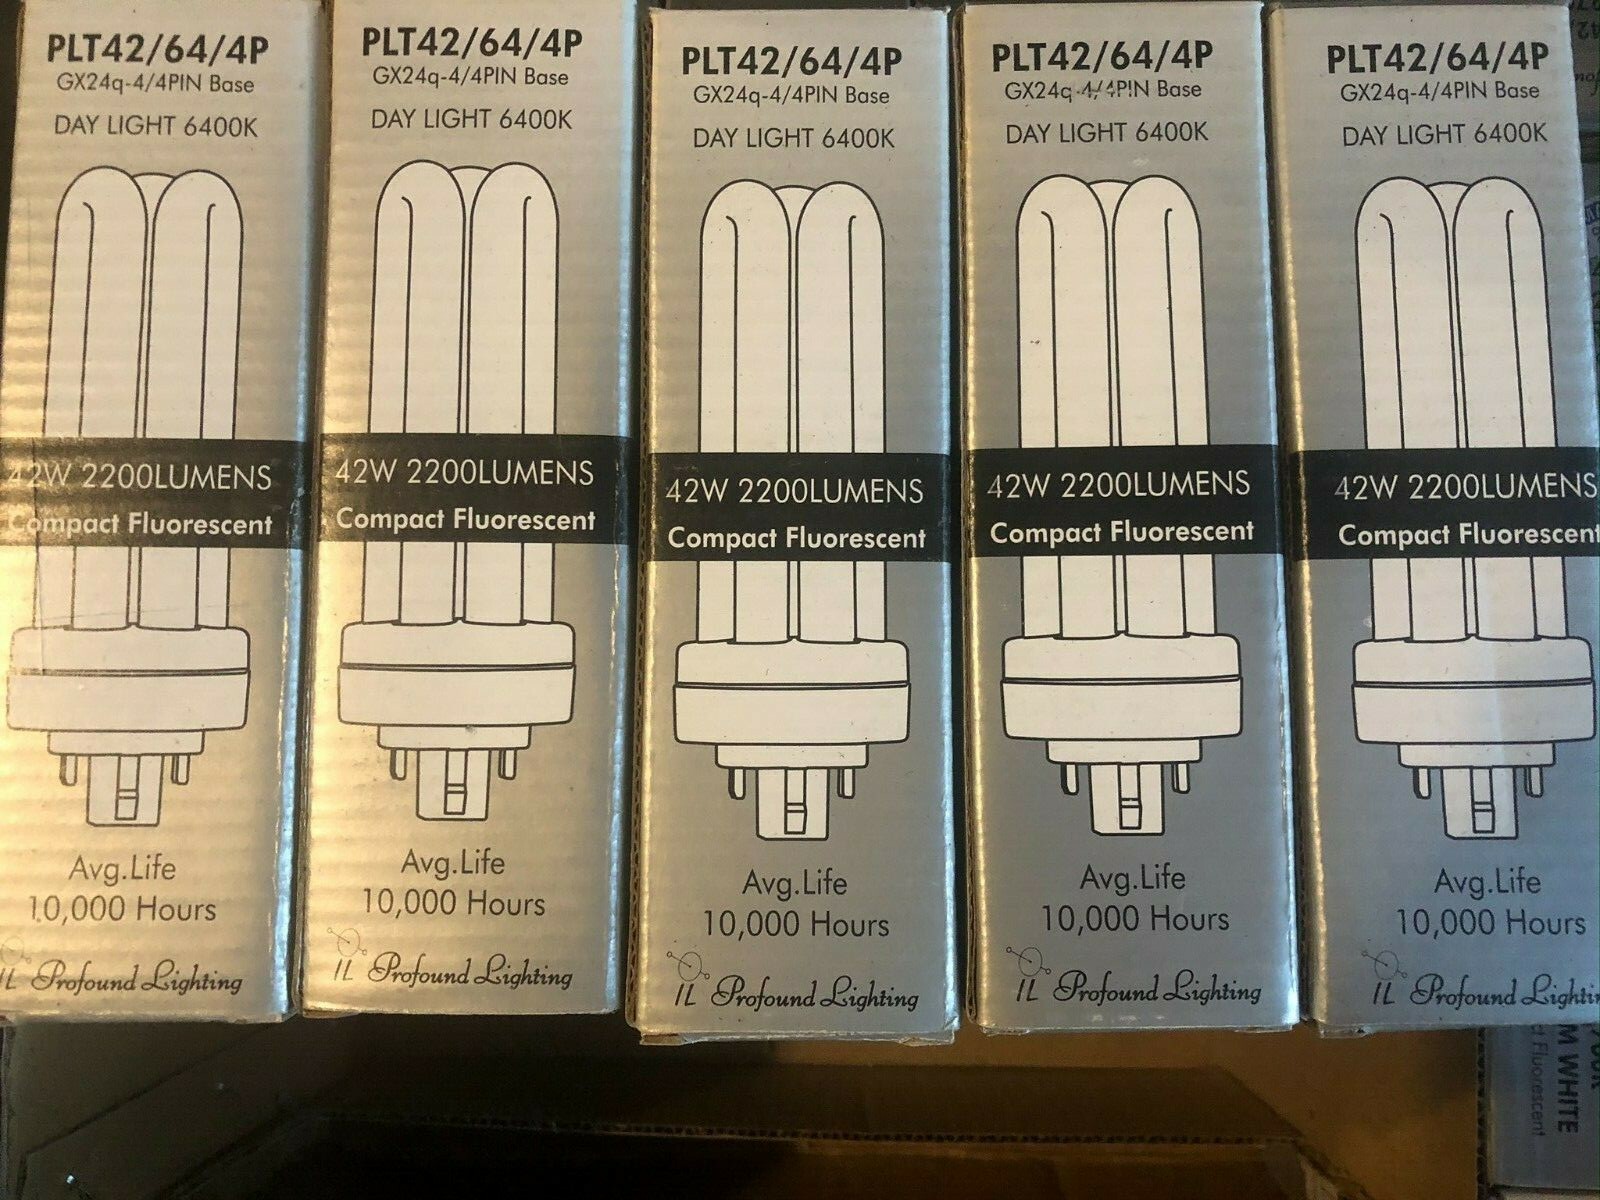 PLT42/64/4P
GX24q-4/4PIN Base
DAY LIGHT 6400K
42W 2200LUMENS
Compact Fluorescent
Avg.Life
10,000 Hours
IL Profound Lighting
PLT42/64/4P
GX24q-4/4PIN Base
DAY LIGHT 6400K
42W 2200LUMENS
Compact Fluorescent
Avg.Life
10,000 Hours
IL Profound Lighting
PLT42/64/4P
GX24q-4/4PIN Base
DAY LIGHT 6400K
42W 2200LUMENS
Compact Fluorescent
Avg.Life
10,000 Hours
IL Profound Lighting
PLT42/64/4P
GX24q-4/4PIN Base
DAY LIGHT 6400K
42W 2200LUMENS
Compact Fluorescent
Avg.Life
10,000 Hours
IL Profound Lighting
PLT42/64/4P
GX24q-4/4PIN Base
DAY LIGHT 6400K
42W 2200LUMENS
Compact Fluorescent
Avg.Life
10,000 Hours
IL Profound Lightin
M WHITE
Fluorescent